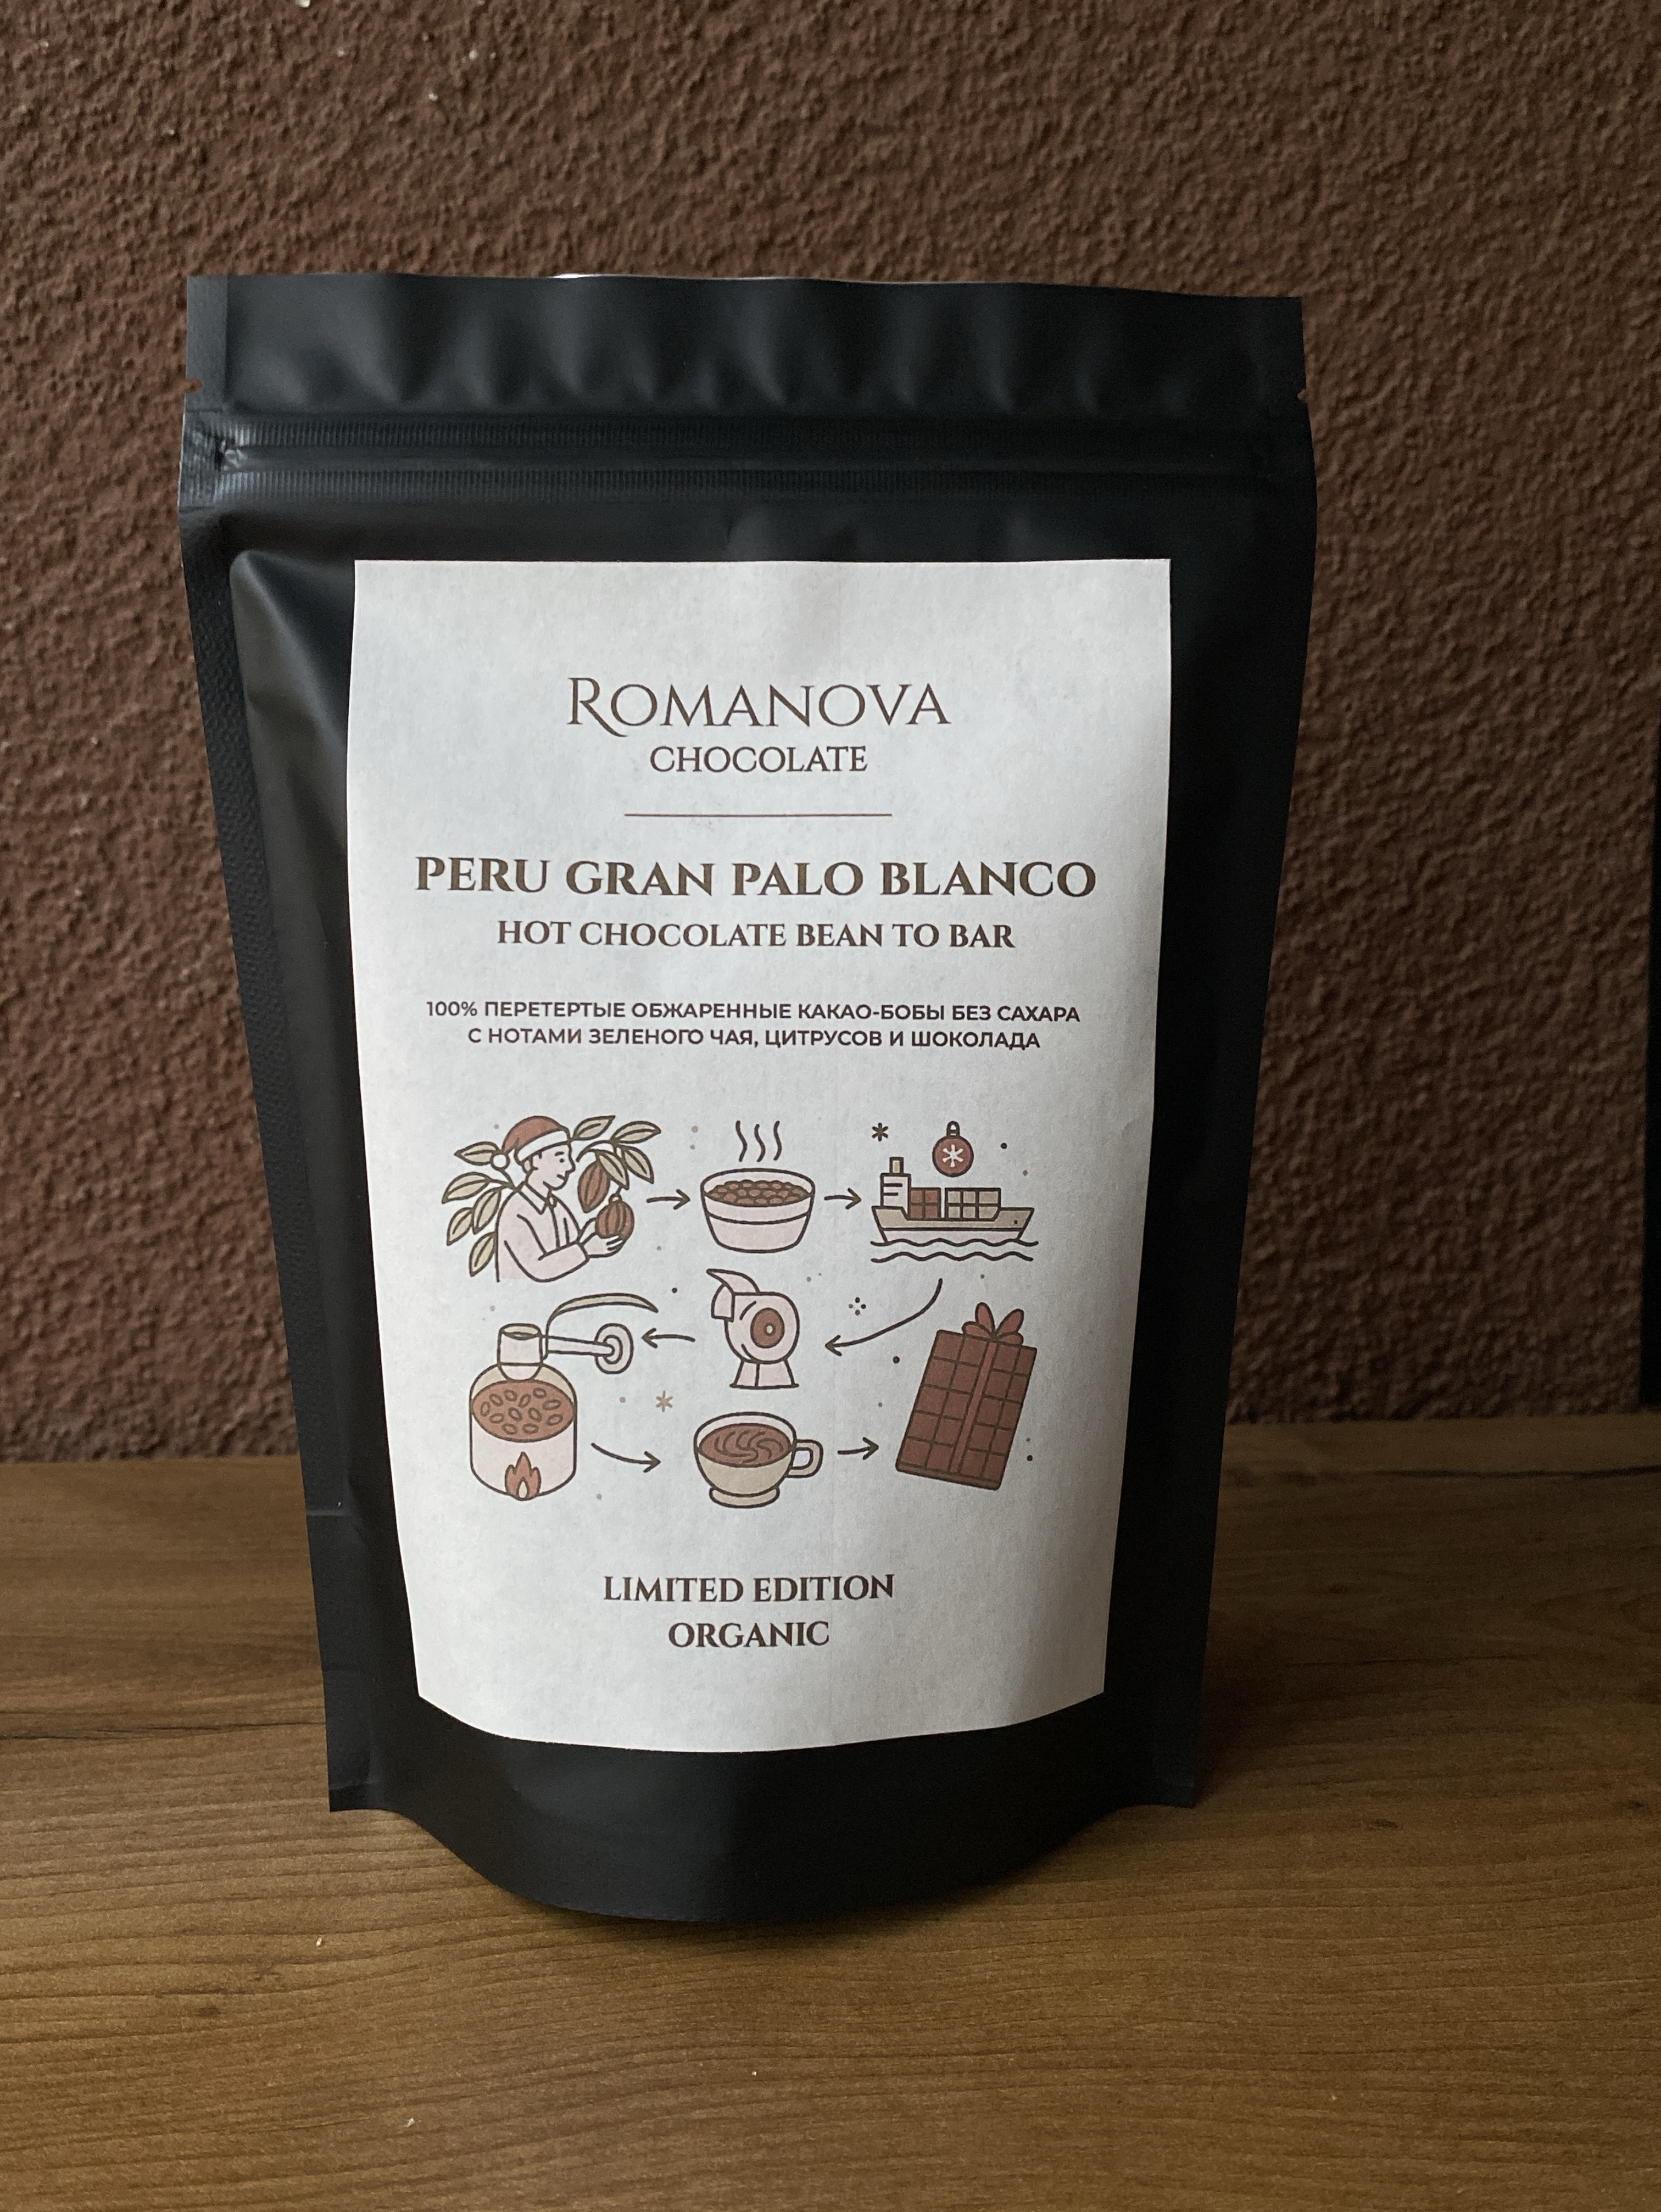 ROMANOVA
CHOCOLATE
PERU GRAN PALO BLANCO
HOT CHOCOLATE BEAN TO BAR
100% ПЕРЕТЕРТЫЕ ОБЖАРЕННЫЕ КАКАО-БОБЫ БЕЗ САХАРА
С НОТАМИ ЗЕЛЕНОГО ЧАЯ, ЦИТРУСОВ И ШОКОЛАДА
LIMITED EDITION
ORGANIC